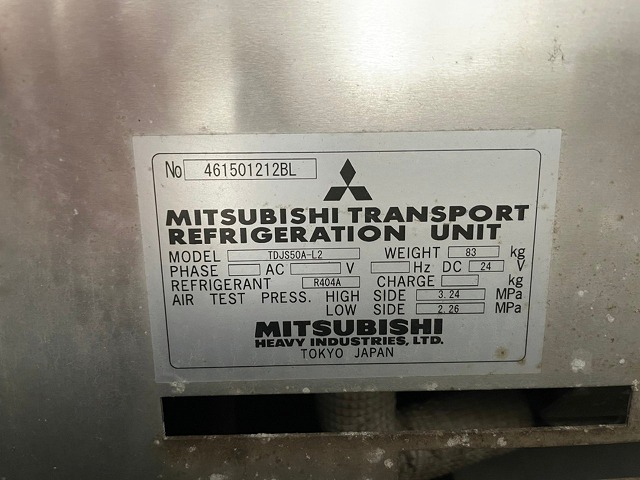 No 461501212BL
MITSUBISHI TRANSPORT
REFRIGERATION UNIT
MODEL TDJS50A-L2 WEIGHT 83 kg
PHASE AC V Hz DC 24 V
REFRIGERANT R404A CHARGE kg
AIR TEST PRESS. HIGH SIDE 3.24 MPa
LOW SIDE 2.26 MPa
MITSUBISHI
HEAVY INDUSTRIES, LTD.
TOKYO JAPAN